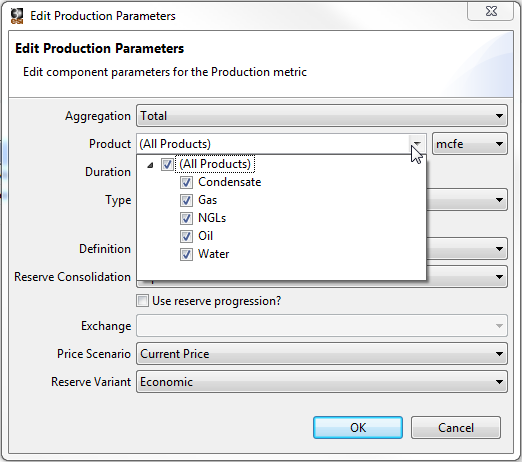 Edit Production Parameters
Edit Production Parameters
Edit component parameters for the Production metric
Aggregation Total
Product (All Products) mcfe
(All Products)
Duration
Condensate
Type
Gas
NGLs
Oil
Definition
Water
Reserve Consolidation
Use reserve progression?
Exchange
Price Scenario Current Price
Reserve Variant Economic
OK Cancel